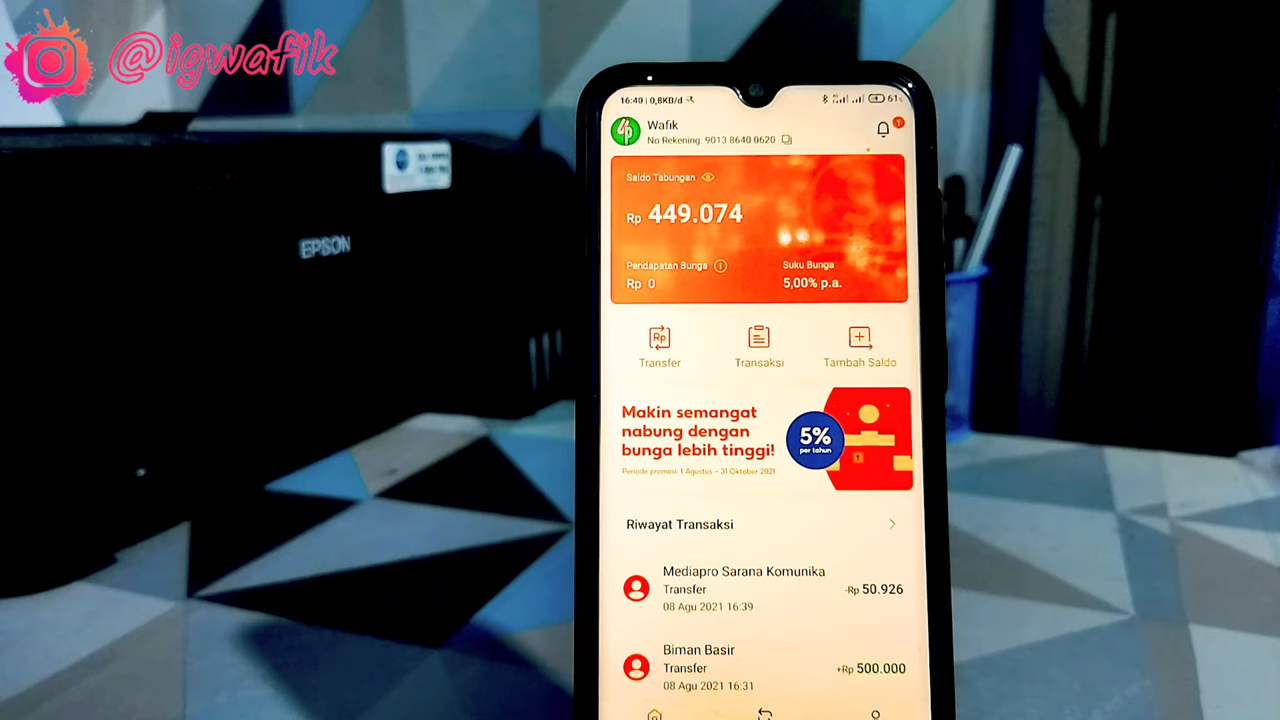 @igwafik
EPSON
16:40 | 0,8KB/d
61%
Wafik
No Rekening: 9013 8640 0620
1
Saldo Tabungan
Rp 449.074
Pendapatan Bunga
Suku Bunga
Rp 0
5,00% p.a.
Rp
Transfer
Transaksi
Tambah Saldo
Makin semangat
nabung dengan
bunga lebih tinggi!
Periode promosi: 1 Agustus – 31 Oktober 2021
5%
per tahun
Riwayat Transaksi
Mediapro Sarana Komunika
Transfer
-Rp 50.926
08 Agu 2021 16:39
Biman Basir
Transfer
+Rp 500.000
08 Agu 2021 16:31